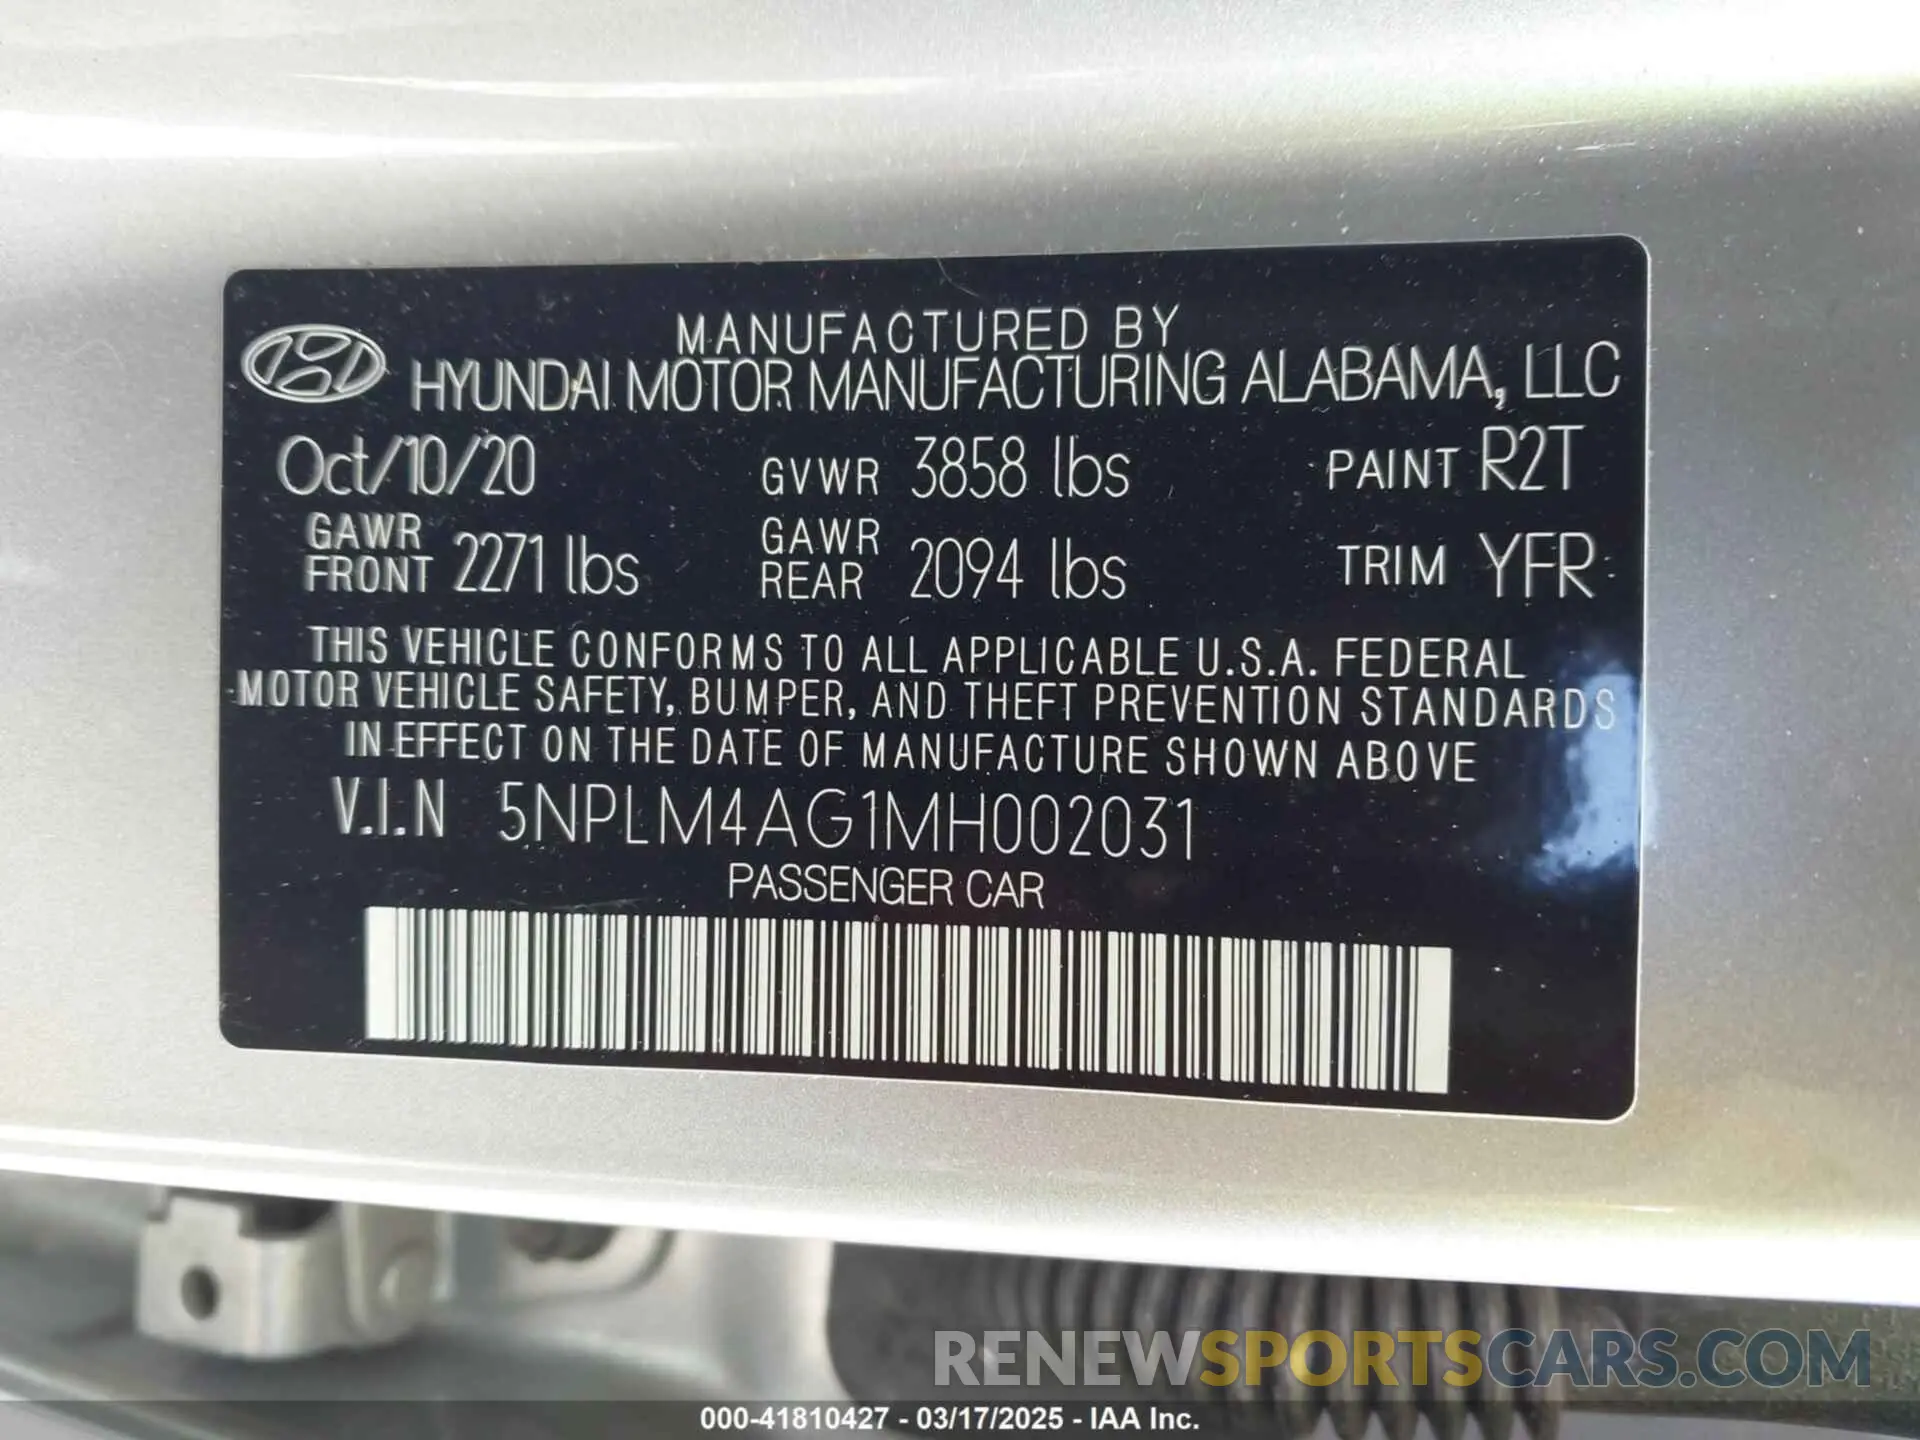 MANUFACTURED BY
HYUNDAI MOTOR MANUFACTURING ALABAMA, LLC
Oct/10/20 GVWR 3858 lbs PAINT R2T
GAWR FRONT 2271 lbs GAWR REAR 2094 lbs TRIM YFR
THIS VEHICLE CONFORMS TO ALL APPLICABLE U.S.A. FEDERAL
MOTOR VEHICLE SAFETY, BUMPER, AND THEFT PREVENTION STANDARDS
IN EFFECT ON THE DATE OF MANUFACTURE SHOWN ABOVE
V.I.N 5NPLM4AG1MH002031
PASSENGER CAR
RENEWSPORTSCARS.COM
000-41810427 - 03/17/2025 - IAA Inc.